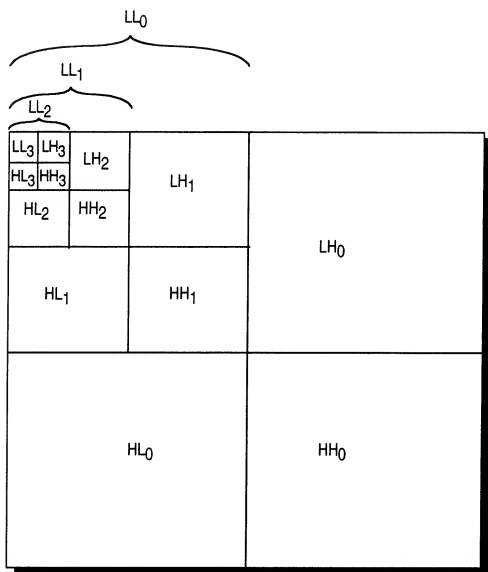 LL₀
LL₁
LL₂
LL₃ LH₃
LH₂
HL₃ HH₃
LH₁
HL₂ HH₂
LH₀
HL₁ HH₁
HL₀ HH₀